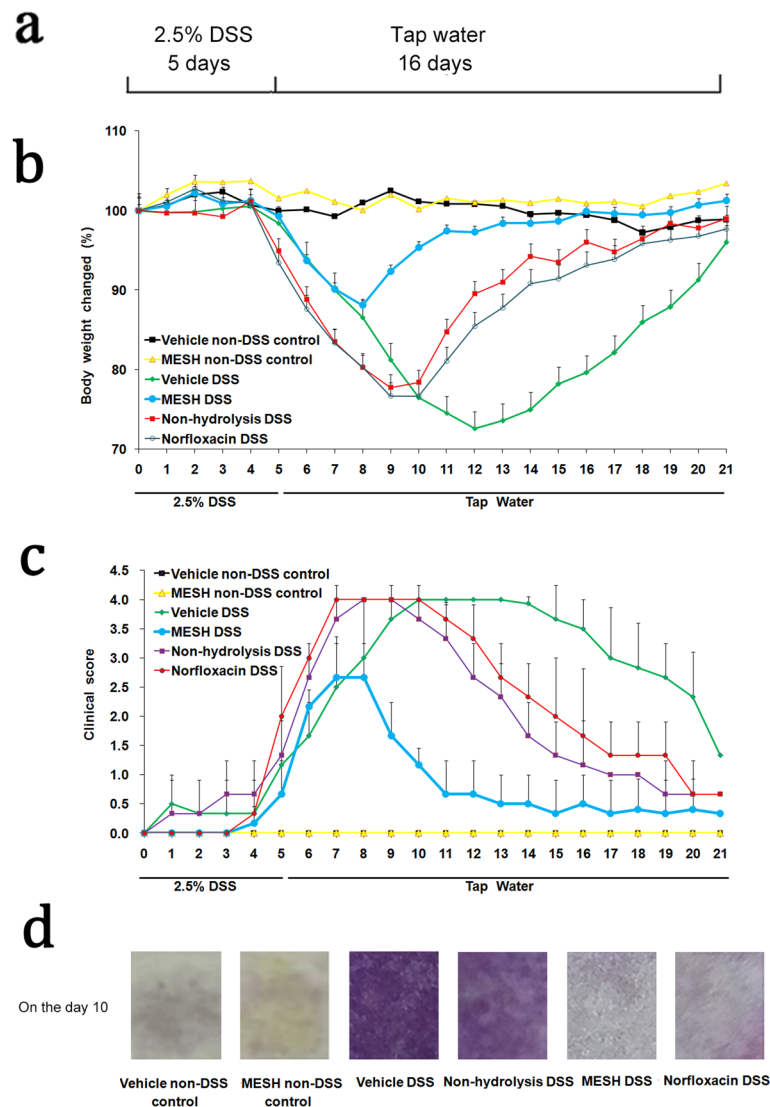 a
2.5% DSS
5 days
Tap water
16 days
b
Body weight changed (%)
110
100
90
80
70
Vehicle non-DSS control
MESH non-DSS control
Vehicle DSS
MESH DSS
Non-hydrolysis DSS
Norfloxacin DSS
0 1 2 3 4 5 6 7 8 9 10 11 12 13 14 15 16 17 18 19 20 21
2.5% DSS
Tap Water
c
Clinical score
4.5
4.0
3.5
3.0
2.5
2.0
1.5
1.0
0.5
0.0
Vehicle non-DSS control
MESH non-DSS control
Vehicle DSS
MESH DSS
Non-hydrolysis DSS
Norfloxacin DSS
0 1 2 3 4 5 6 7 8 9 10 11 12 13 14 15 16 17 18 19 20 21
2.5% DSS
Tap Water
d
On the day 10
Vehicle non-DSS
control
MESH non-DSS
control
Vehicle DSS
Non-hydrolysis DSS
MESH DSS
Norfloxacin DSS